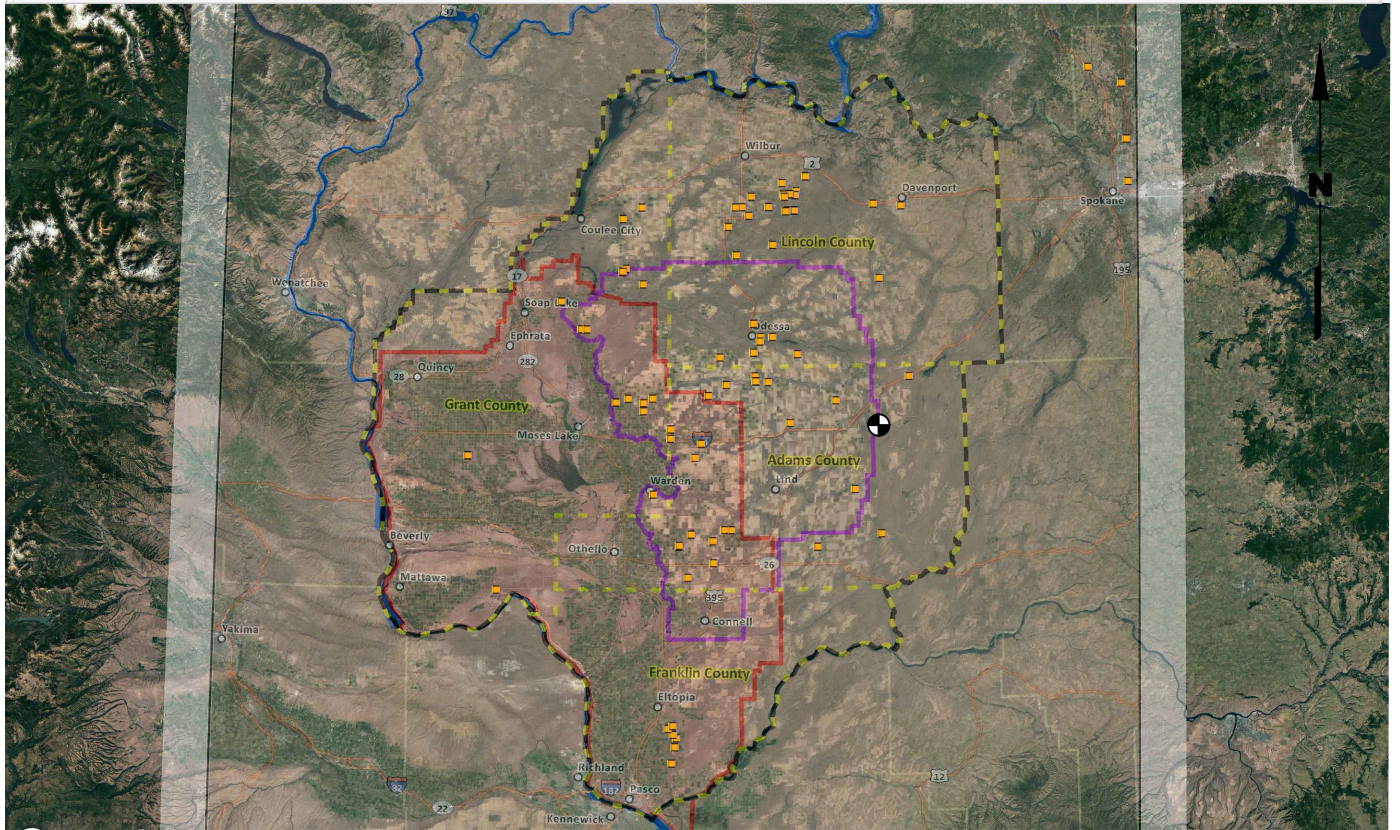 97
Wilbur
2
Davenport
N
Spokane
Coulee City
Lincoln County
195
17
Wenatchee
Soap Lake
Odessa
Ephrata
282
28
Quincy
Grant County
Moses Lake
Adams County
Warden
Lind
Beverly
Othello
26
Mattawa
395
Connell
Yakima
Franklin County
Eltopia
Richland
12
82
182
Pasco
22
Kennewick